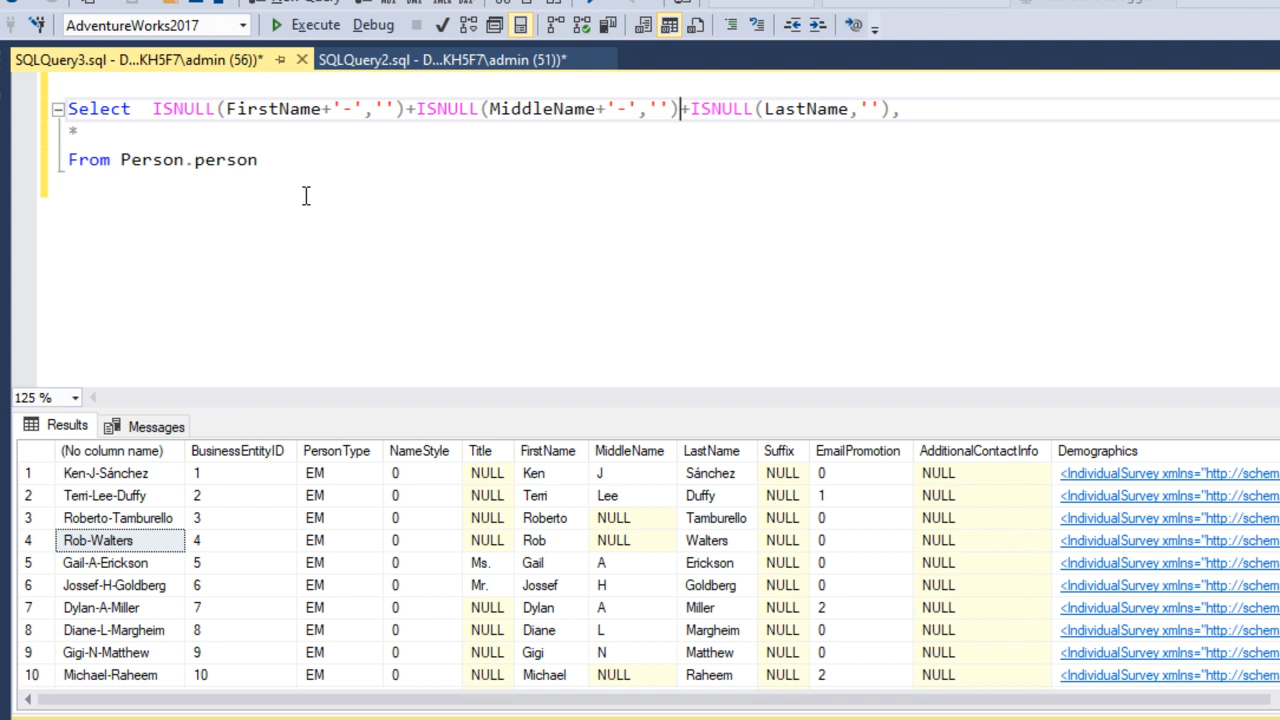 AdventureWorks2017 Execute Debug
SQLQuery3.sql - D...KH5F7\admin (56))* SQLQuery2.sql - D...KH5F7\admin (51))*
Select ISNULL(FirstName+'-','')+ISNULL(MiddleName+'-','')+ISNULL(LastName,''),
*
From Person.person
125 %
Results Messages
(No column name) BusinessEntityID PersonType NameStyle Title FirstName MiddleName LastName Suffix EmailPromotion AdditionalContactInfo Demographics
1 Ken-J-Sánchez 1 EM 0 NULL Ken J Sánchez NULL 0 NULL <IndividualSurvey xmlns="http://schem
2 Terri-Lee-Duffy 2 EM 0 NULL Terri Lee Duffy NULL 1 NULL <IndividualSurvey xmlns="http://schem
3 Roberto-Tamburello 3 EM 0 NULL Roberto NULL Tamburello NULL 0 NULL <IndividualSurvey xmlns="http://schem
4 Rob-Walters 4 EM 0 NULL Rob NULL Walters NULL 0 NULL <IndividualSurvey xmlns="http://schem
5 Gail-A-Erickson 5 EM 0 Ms. Gail A Erickson NULL 0 NULL <IndividualSurvey xmlns="http://schem
6 Jossef-H-Goldberg 6 EM 0 Mr. Jossef H Goldberg NULL 0 NULL <IndividualSurvey xmlns="http://schem
7 Dylan-A-Miller 7 EM 0 NULL Dylan A Miller NULL 2 NULL <IndividualSurvey xmlns="http://schem
8 Diane-L-Margheim 8 EM 0 NULL Diane L Margheim NULL 0 NULL <IndividualSurvey xmlns="http://schem
9 Gigi-N-Matthew 9 EM 0 NULL Gigi N Matthew NULL 0 NULL <IndividualSurvey xmlns="http://schem
10 Michael-Raheem 10 EM 0 NULL Michael NULL Raheem NULL 2 NULL <IndividualSurvey xmlns="http://schem